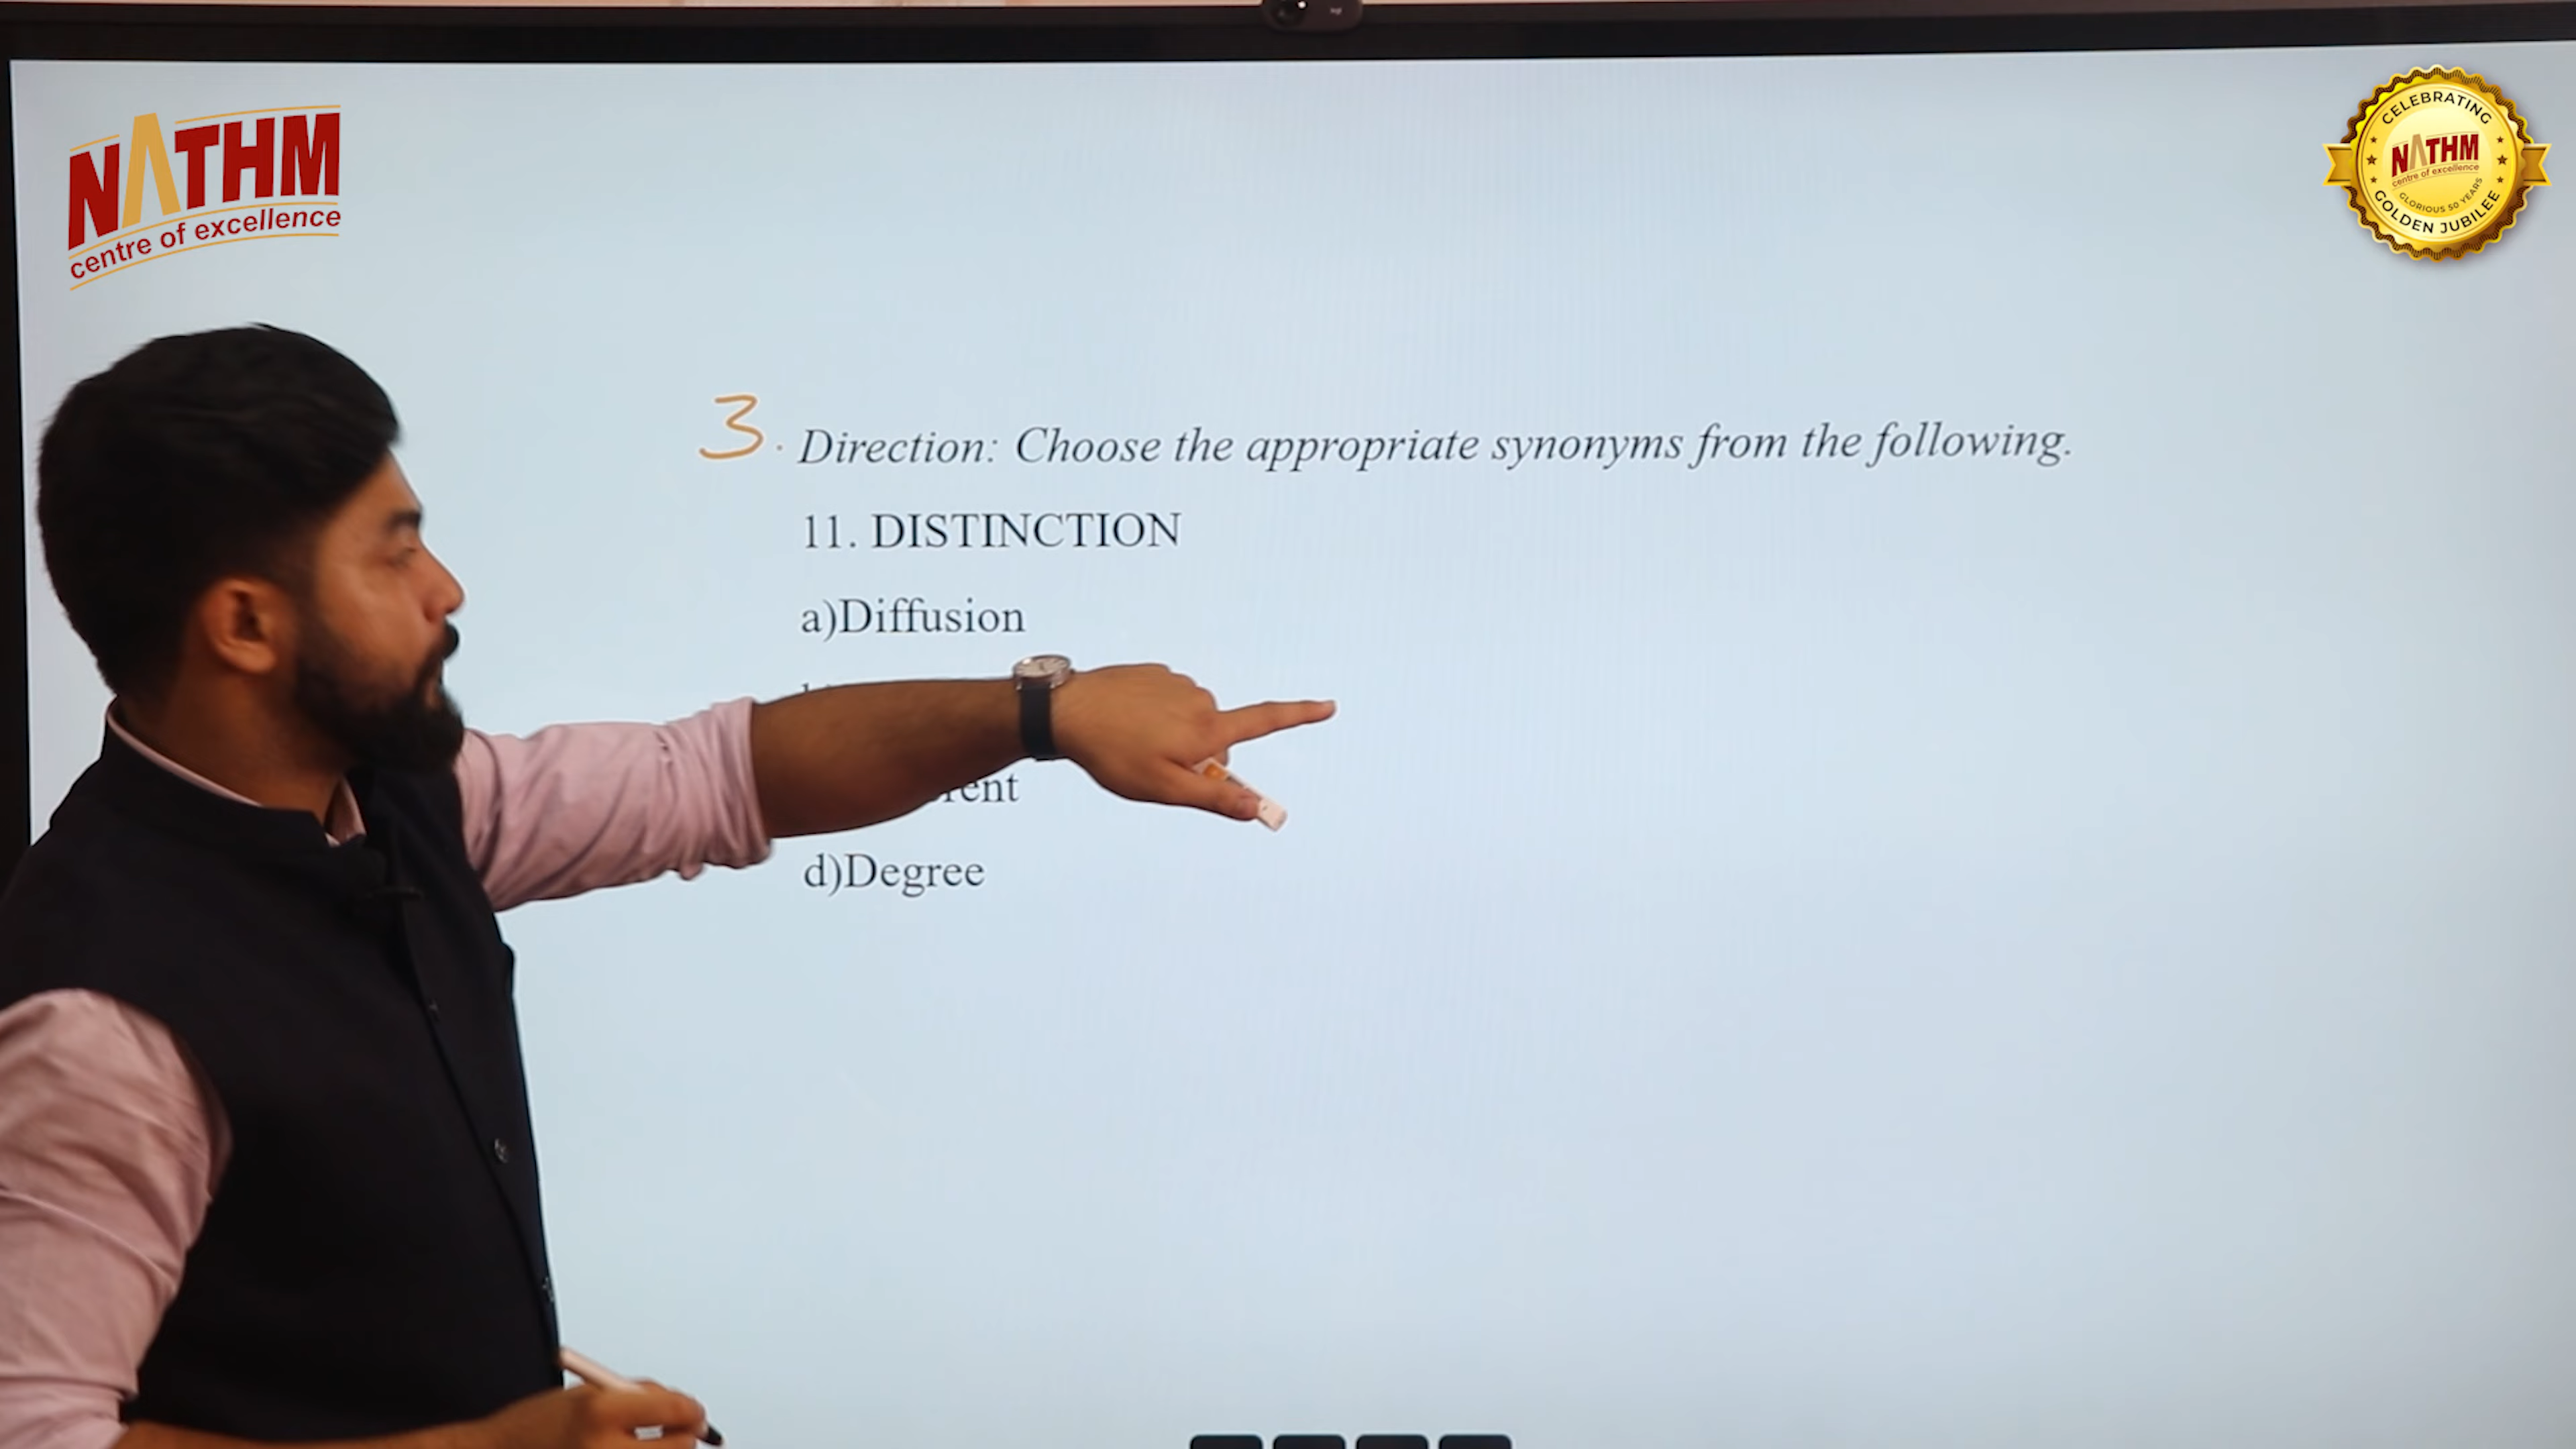 NATHM
centre of excellence
CELEBRATING
NATHM
centre of excellence
GLORIOUS 50 YEARS
GOLDEN JUBILEE
3. Direction: Choose the appropriate synonyms from the following.
11. DISTINCTION
a)Diffusion
d)Degree